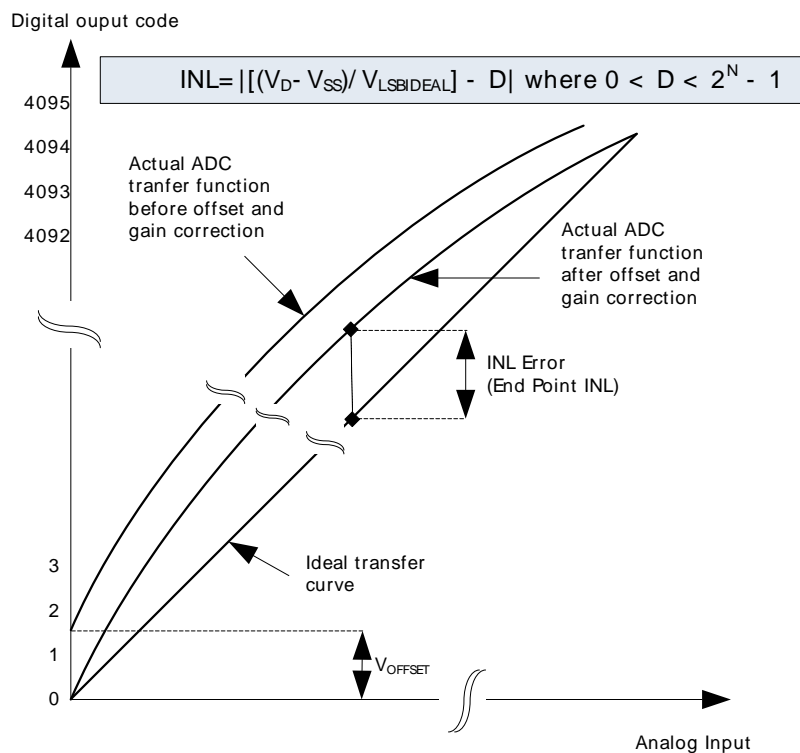 Digital ouput code
INL= |[(VD- VSS)/ VLSBIDEAL] - D| where 0 < D < 2^N - 1
4095
4094
4093
4092
Actual ADC
tranfer function
before offset and
gain correction
Actual ADC
tranfer function
after offset and
gain correction
INL Error
(End Point INL)
Ideal transfer
curve
3
2
1
0
VOFFSET
Analog Input